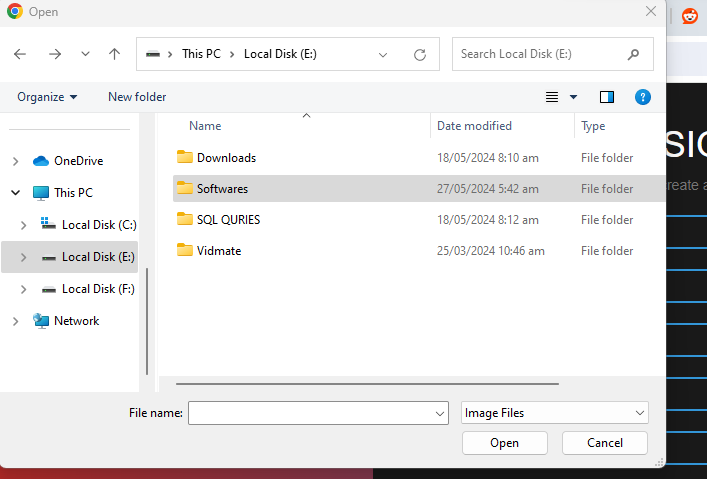 Open
This PC
Local Disk (E:)
Search Local Disk (E:)
Organize
New folder
Name
Date modified
Type
OneDrive
This PC
Local Disk (C:)
Local Disk (E:)
Local Disk (F:)
Network
Downloads 18/05/2024 8:10 am File folder
Softwares 27/05/2024 5:42 am File folder
SQL QURIES 18/05/2024 8:12 am File folder
Vidmate 25/03/2024 10:46 am File folder
File name:
Image Files
Open
Cancel